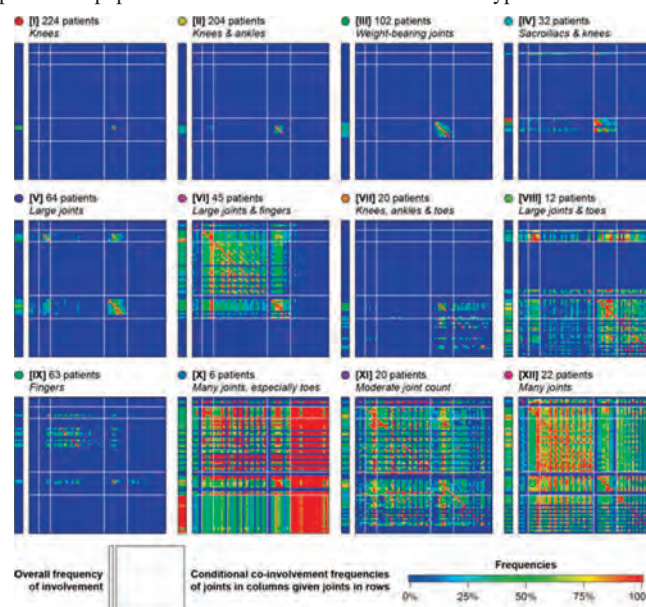 [I] 224 patients
Knees
[II] 204 patients
Knees & ankles
[III] 102 patients
Weight-bearing joints
[IV] 32 patients
Sacroiliacs & knees
[V] 64 patients
Large joints
[VI] 45 patients
Large joints & fingers
[VII] 20 patients
Knees, ankles & toes
[VIII] 12 patients
Large joints & toes
[IX] 63 patients
Fingers
[X] 6 patients
Many joints, especially toes
[XI] 20 patients
Moderate joint count
[XII] 22 patients
Many joints
Overall frequency
of involvement
Conditional co-involvement frequencies
of joints in columns given joints in rows
Frequencies
0% 25% 50% 75% 100